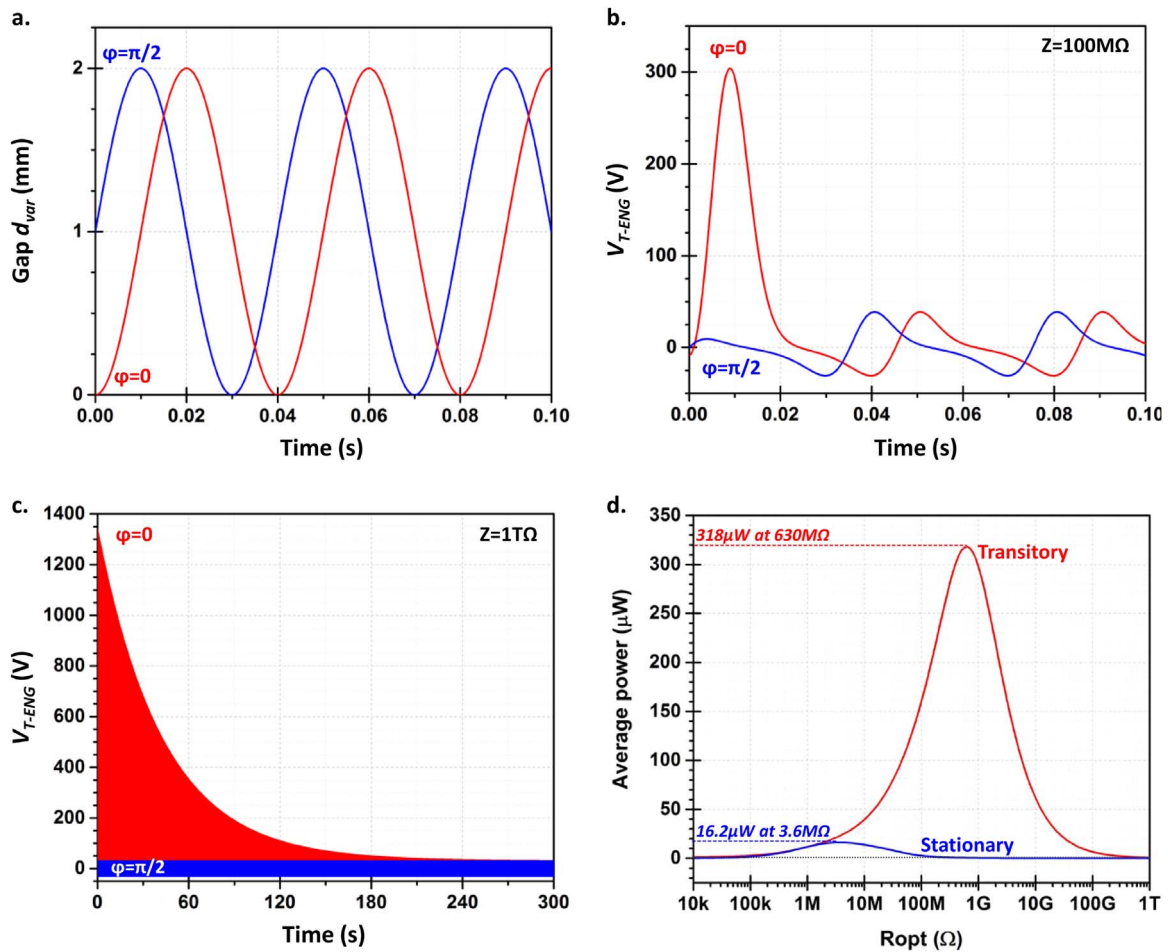 a.
φ=π/2
2
1
0
φ=0
Gap dvar (mm)
0.00 0.02 0.04 0.06 0.08 0.10
Time (s)
b.
φ=0
Z=100MΩ
300
200
100
0
φ=π/2
VT-ENG (V)
0.00 0.02 0.04 0.06 0.08 0.10
Time (s)
c.
φ=0
Z=1TΩ
1400
1200
1000
800
600
400
200
0
φ=π/2
VT-ENG (V)
0 60 120 180 240 300
Time (s)
d.
350
300
250
200
150
100
50
0
318μW at 630MΩ
Transitory
16.2μW at 3.6MΩ
Stationary
Average power (μW)
10k 100k 1M 10M 100M 1G 10G 100G 1T
Ropt (Ω)